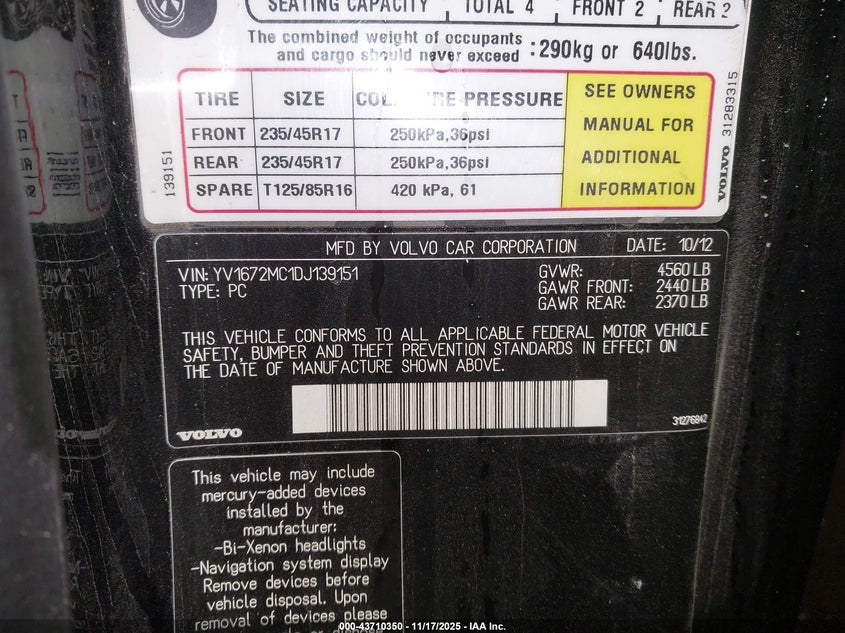 SEATING CAPACITY TOTAL 4 FRONT 2 REAR 2
The combined weight of occupants
and cargo should never exceed : 290kg or 640lbs.
TIRE SIZE COLD TIRE PRESSURE
FRONT 235/45R17 250kPa,36psi
REAR 235/45R17 250kPa,36psi
SPARE T125/85R16 420 kPa, 61
SEE OWNERS
MANUAL FOR
ADDITIONAL
INFORMATION
139151
VOLVO 31283315
MFD BY VOLVO CAR CORPORATION DATE: 10/12
VIN: YV1672MC1DJ139151 GVWR: 4560 LB
TYPE: PC GAWR FRONT: 2440 LB
GAWR REAR: 2370 LB
THIS VEHICLE CONFORMS TO ALL APPLICABLE FEDERAL MOTOR VEHICLE
SAFETY, BUMPER AND THEFT PREVENTION STANDARDS IN EFFECT ON
THE DATE OF MANUFACTURE SHOWN ABOVE.
VOLVO 31276842
This vehicle may include
mercury-added devices
installed by the
manufacturer:
-Bi-Xenon headlights
-Navigation system display
Remove devices before
vehicle disposal. Upon
removal of devices please
000-43710350 - 11/17/2025 - IAA Inc.